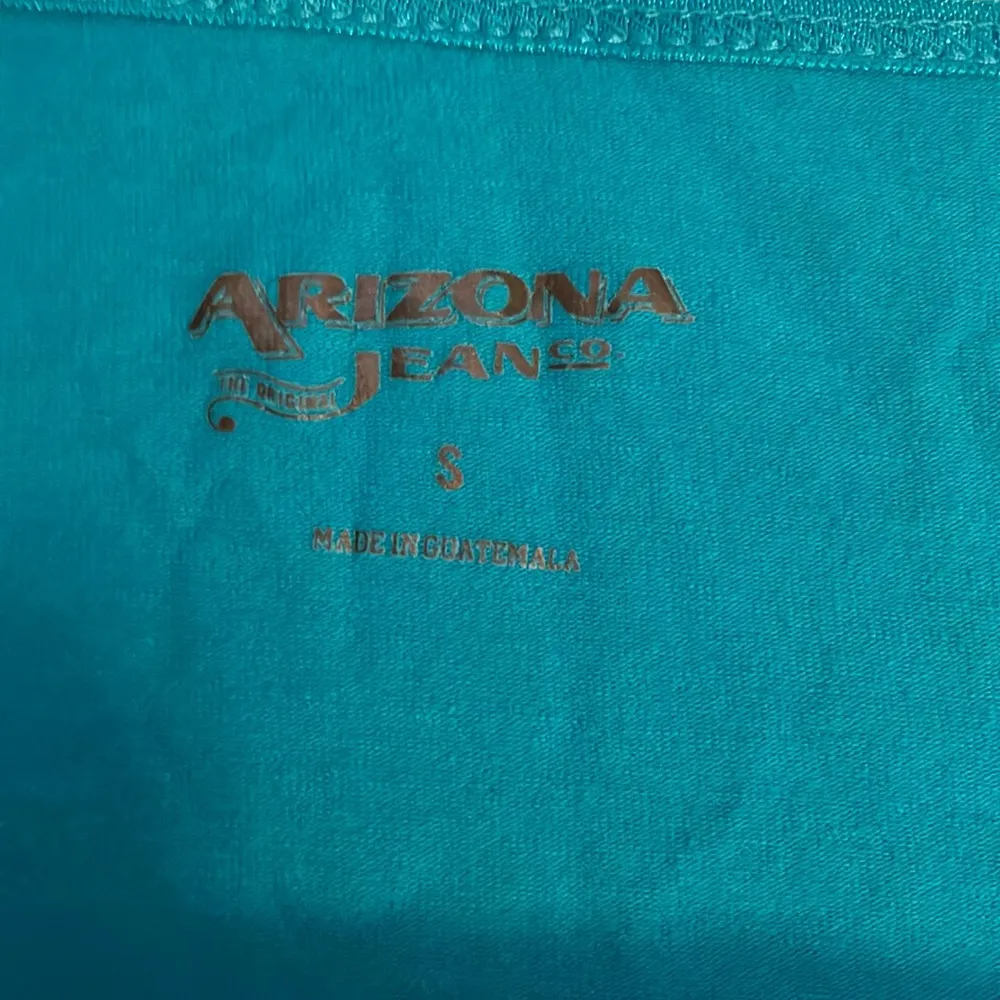 ARIZONA
JEAN CO.
THE ORIGINAL
S
MADE IN GUATEMALA